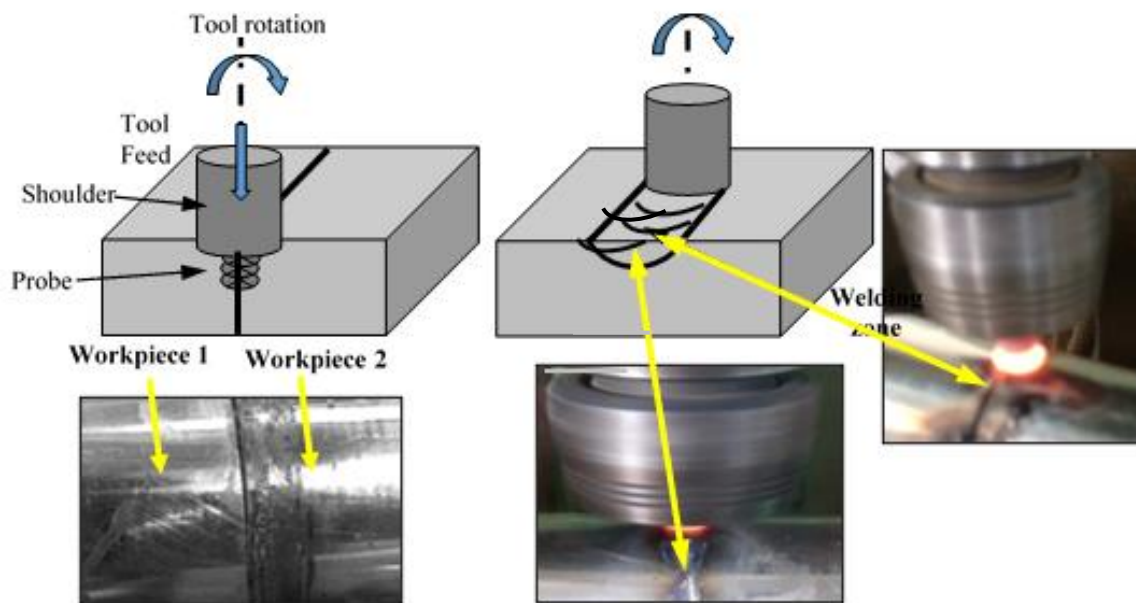 Tool rotation
Tool
Feed
Shoulder
Probe
Workpiece 1
Workpiece 2
Welding
zone